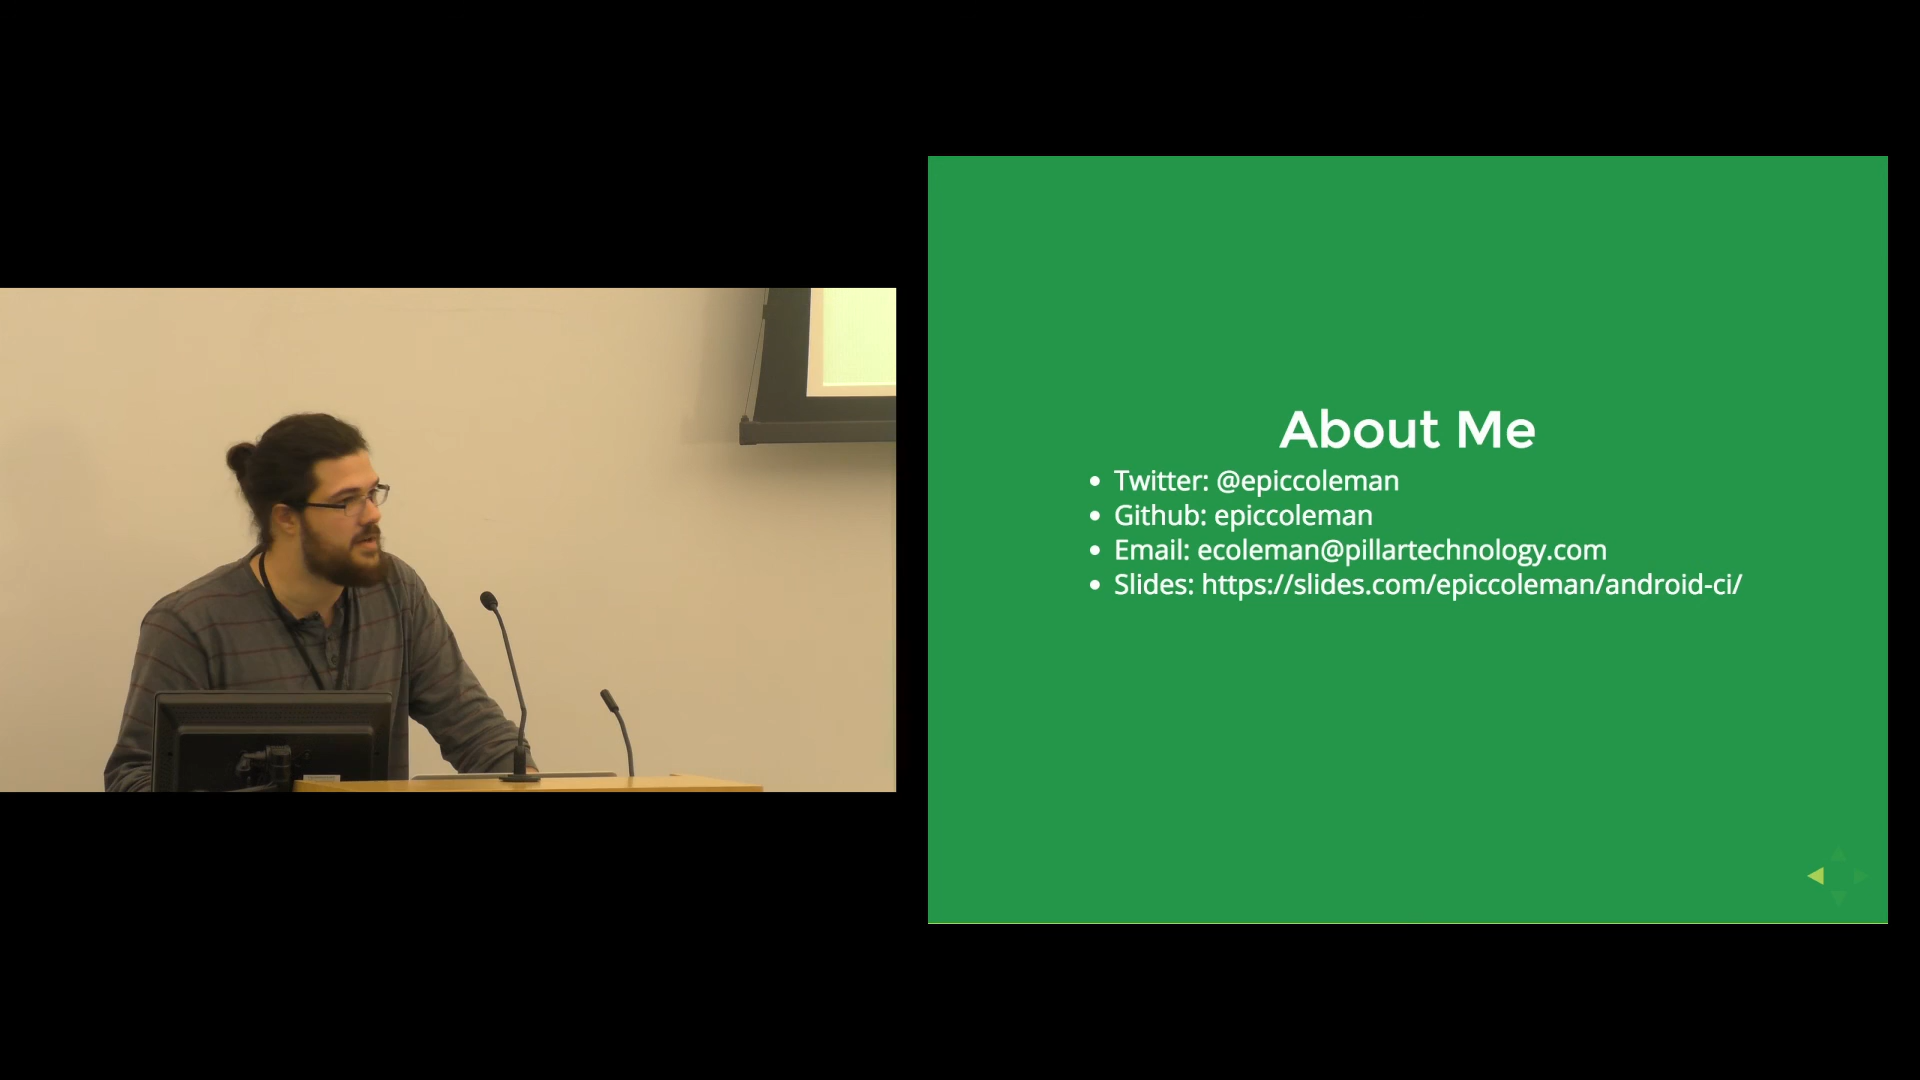 About Me
Twitter: @epiccoleman
Github: epiccoleman
Email: ecoleman@pillartechnology.com
Slides: https://slides.com/epiccoleman/android-ci/